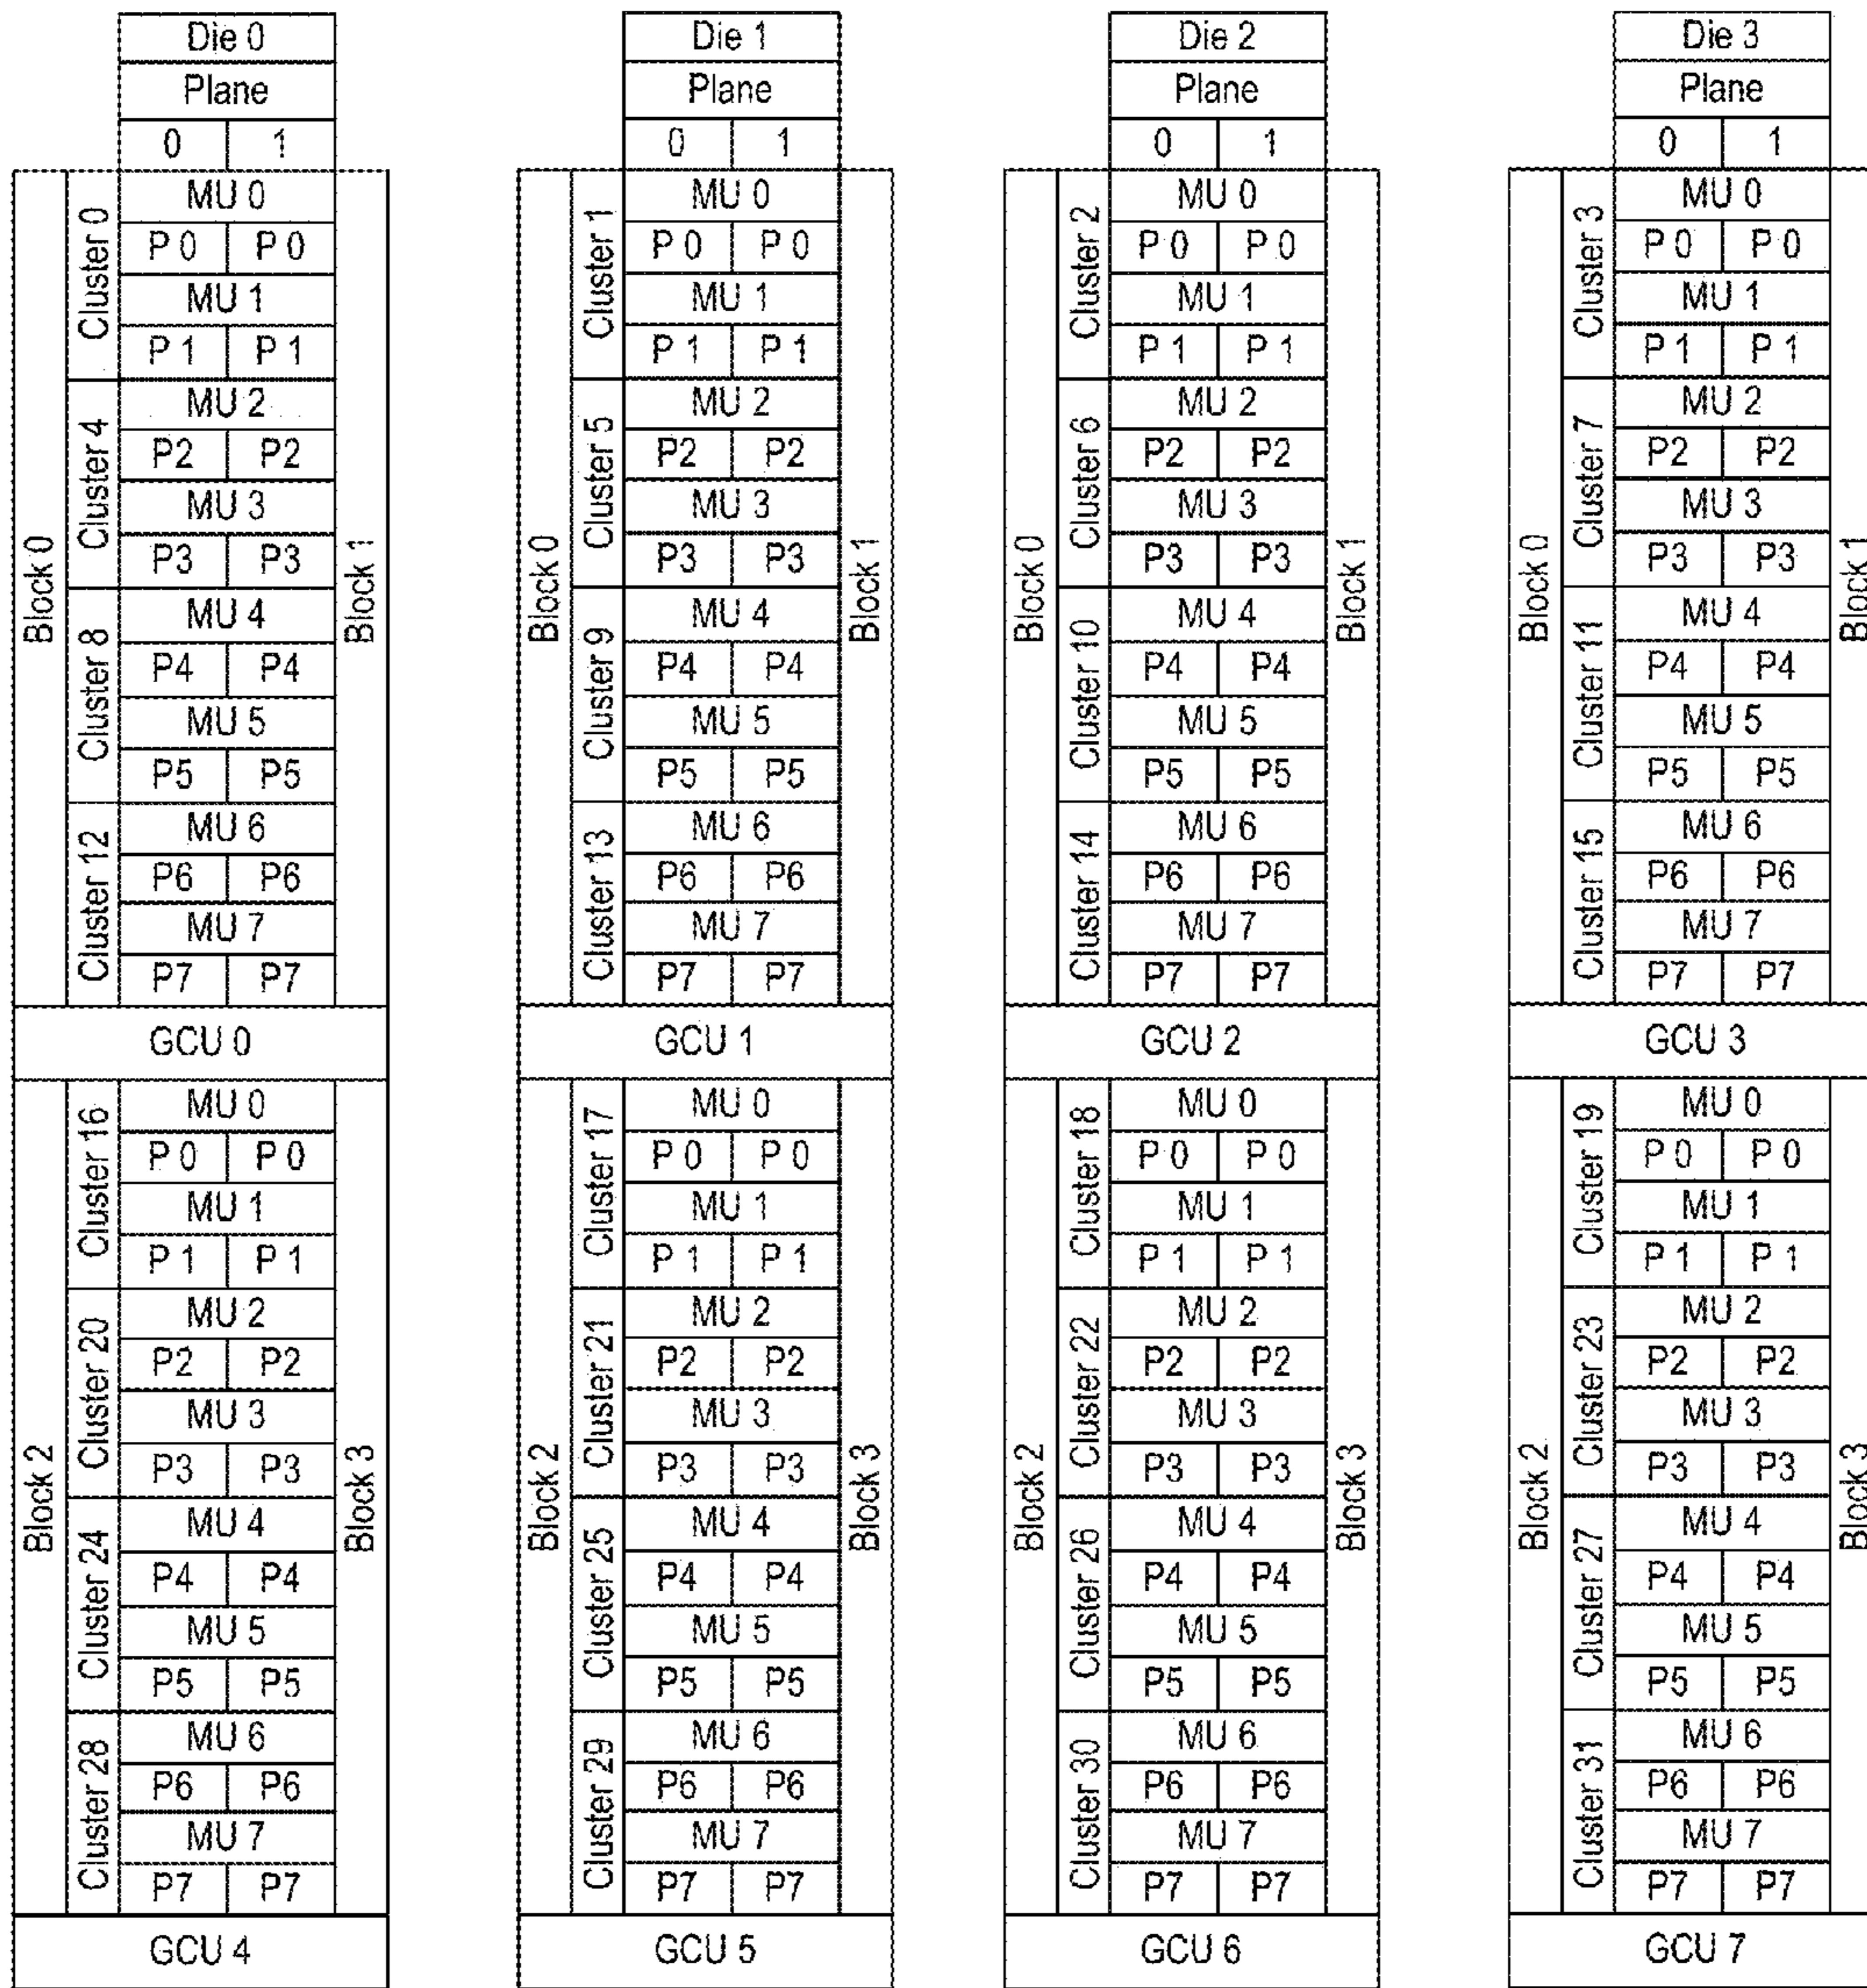 Die 0 Die 1 Die 2 Die 3
Plane Plane Plane Plane
0 1 0 1 0 1 0 1
Block 0 Block 1 Block 0 Block 1 Block 0 Block 1 Block 0 Block 1
Cluster 0 Cluster 1 Cluster 2 Cluster 3
MU 0 MU 0 MU 0 MU 0
P 0 P 0 P 0 P 0 P 0 P 0 P 0 P 0
MU 1 MU 1 MU 1 MU 1
P 1 P 1 P 1 P 1 P 1 P 1 P 1 P 1
Cluster 4 Cluster 5 Cluster 6 Cluster 7
MU 2 MU 2 MU 2 MU 2
P2 P2 P2 P2 P2 P2 P2 P2
MU 3 MU 3 MU 3 MU 3
P3 P3 P3 P3 P3 P3 P3 P3
Cluster 8 Cluster 9 Cluster 10 Cluster 11
MU 4 MU 4 MU 4 MU 4
P4 P4 P4 P4 P4 P4 P4 P4
MU 5 MU 5 MU 5 MU 5
P5 P5 P5 P5 P5 P5 P5 P5
Cluster 12 Cluster 13 Cluster 14 Cluster 15
MU 6 MU 6 MU 6 MU 6
P6 P6 P6 P6 P6 P6 P6 P6
MU 7 MU 7 MU 7 MU 7
P7 P7 P7 P7 P7 P7 P7 P7
GCU 0 GCU 1 GCU 2 GCU 3
Block 2 Block 3 Block 2 Block 3 Block 2 Block 3 Block 2 Block 3
Cluster 16 Cluster 17 Cluster 18 Cluster 19
MU 0 MU 0 MU 0 MU 0
P 0 P 0 P 0 P 0 P 0 P 0 P 0 P 0
MU 1 MU 1 MU 1 MU 1
P 1 P 1 P 1 P 1 P 1 P 1 P 1 P 1
Cluster 20 Cluster 21 Cluster 22 Cluster 23
MU 2 MU 2 MU 2 MU 2
P2 P2 P2 P2 P2 P2 P2 P2
MU 3 MU 3 MU 3 MU 3
P3 P3 P3 P3 P3 P3 P3 P3
Cluster 24 Cluster 25 Cluster 26 Cluster 27
MU 4 MU 4 MU 4 MU 4
P4 P4 P4 P4 P4 P4 P4 P4
MU 5 MU 5 MU 5 MU 5
P5 P5 P5 P5 P5 P5 P5 P5
Cluster 28 Cluster 29 Cluster 30 Cluster 31
MU 6 MU 6 MU 6 MU 6
P6 P6 P6 P6 P6 P6 P6 P6
MU 7 MU 7 MU 7 MU 7
P7 P7 P7 P7 P7 P7 P7 P7
GCU 4 GCU 5 GCU 6 GCU 7